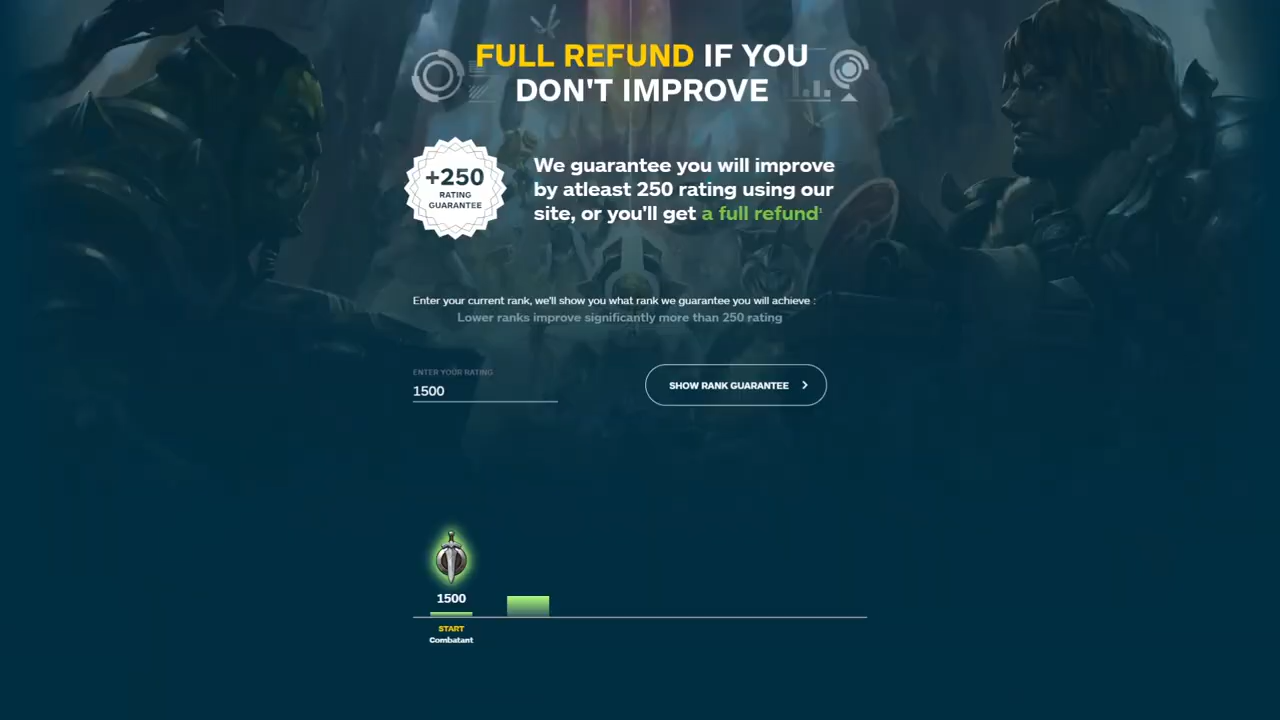 FULL REFUND IF YOU
DON'T IMPROVE
+250
RATING
GUARANTEE
We guarantee you will improve
by atleast 250 rating using our
site, or you'll get a full refund¹
Enter your current rank, we'll show you what rank we guarantee you will achieve :
Lower ranks improve significantly more than 250 rating
ENTER YOUR RATING
1500
SHOW RANK GUARANTEE
1500
START
Combatant